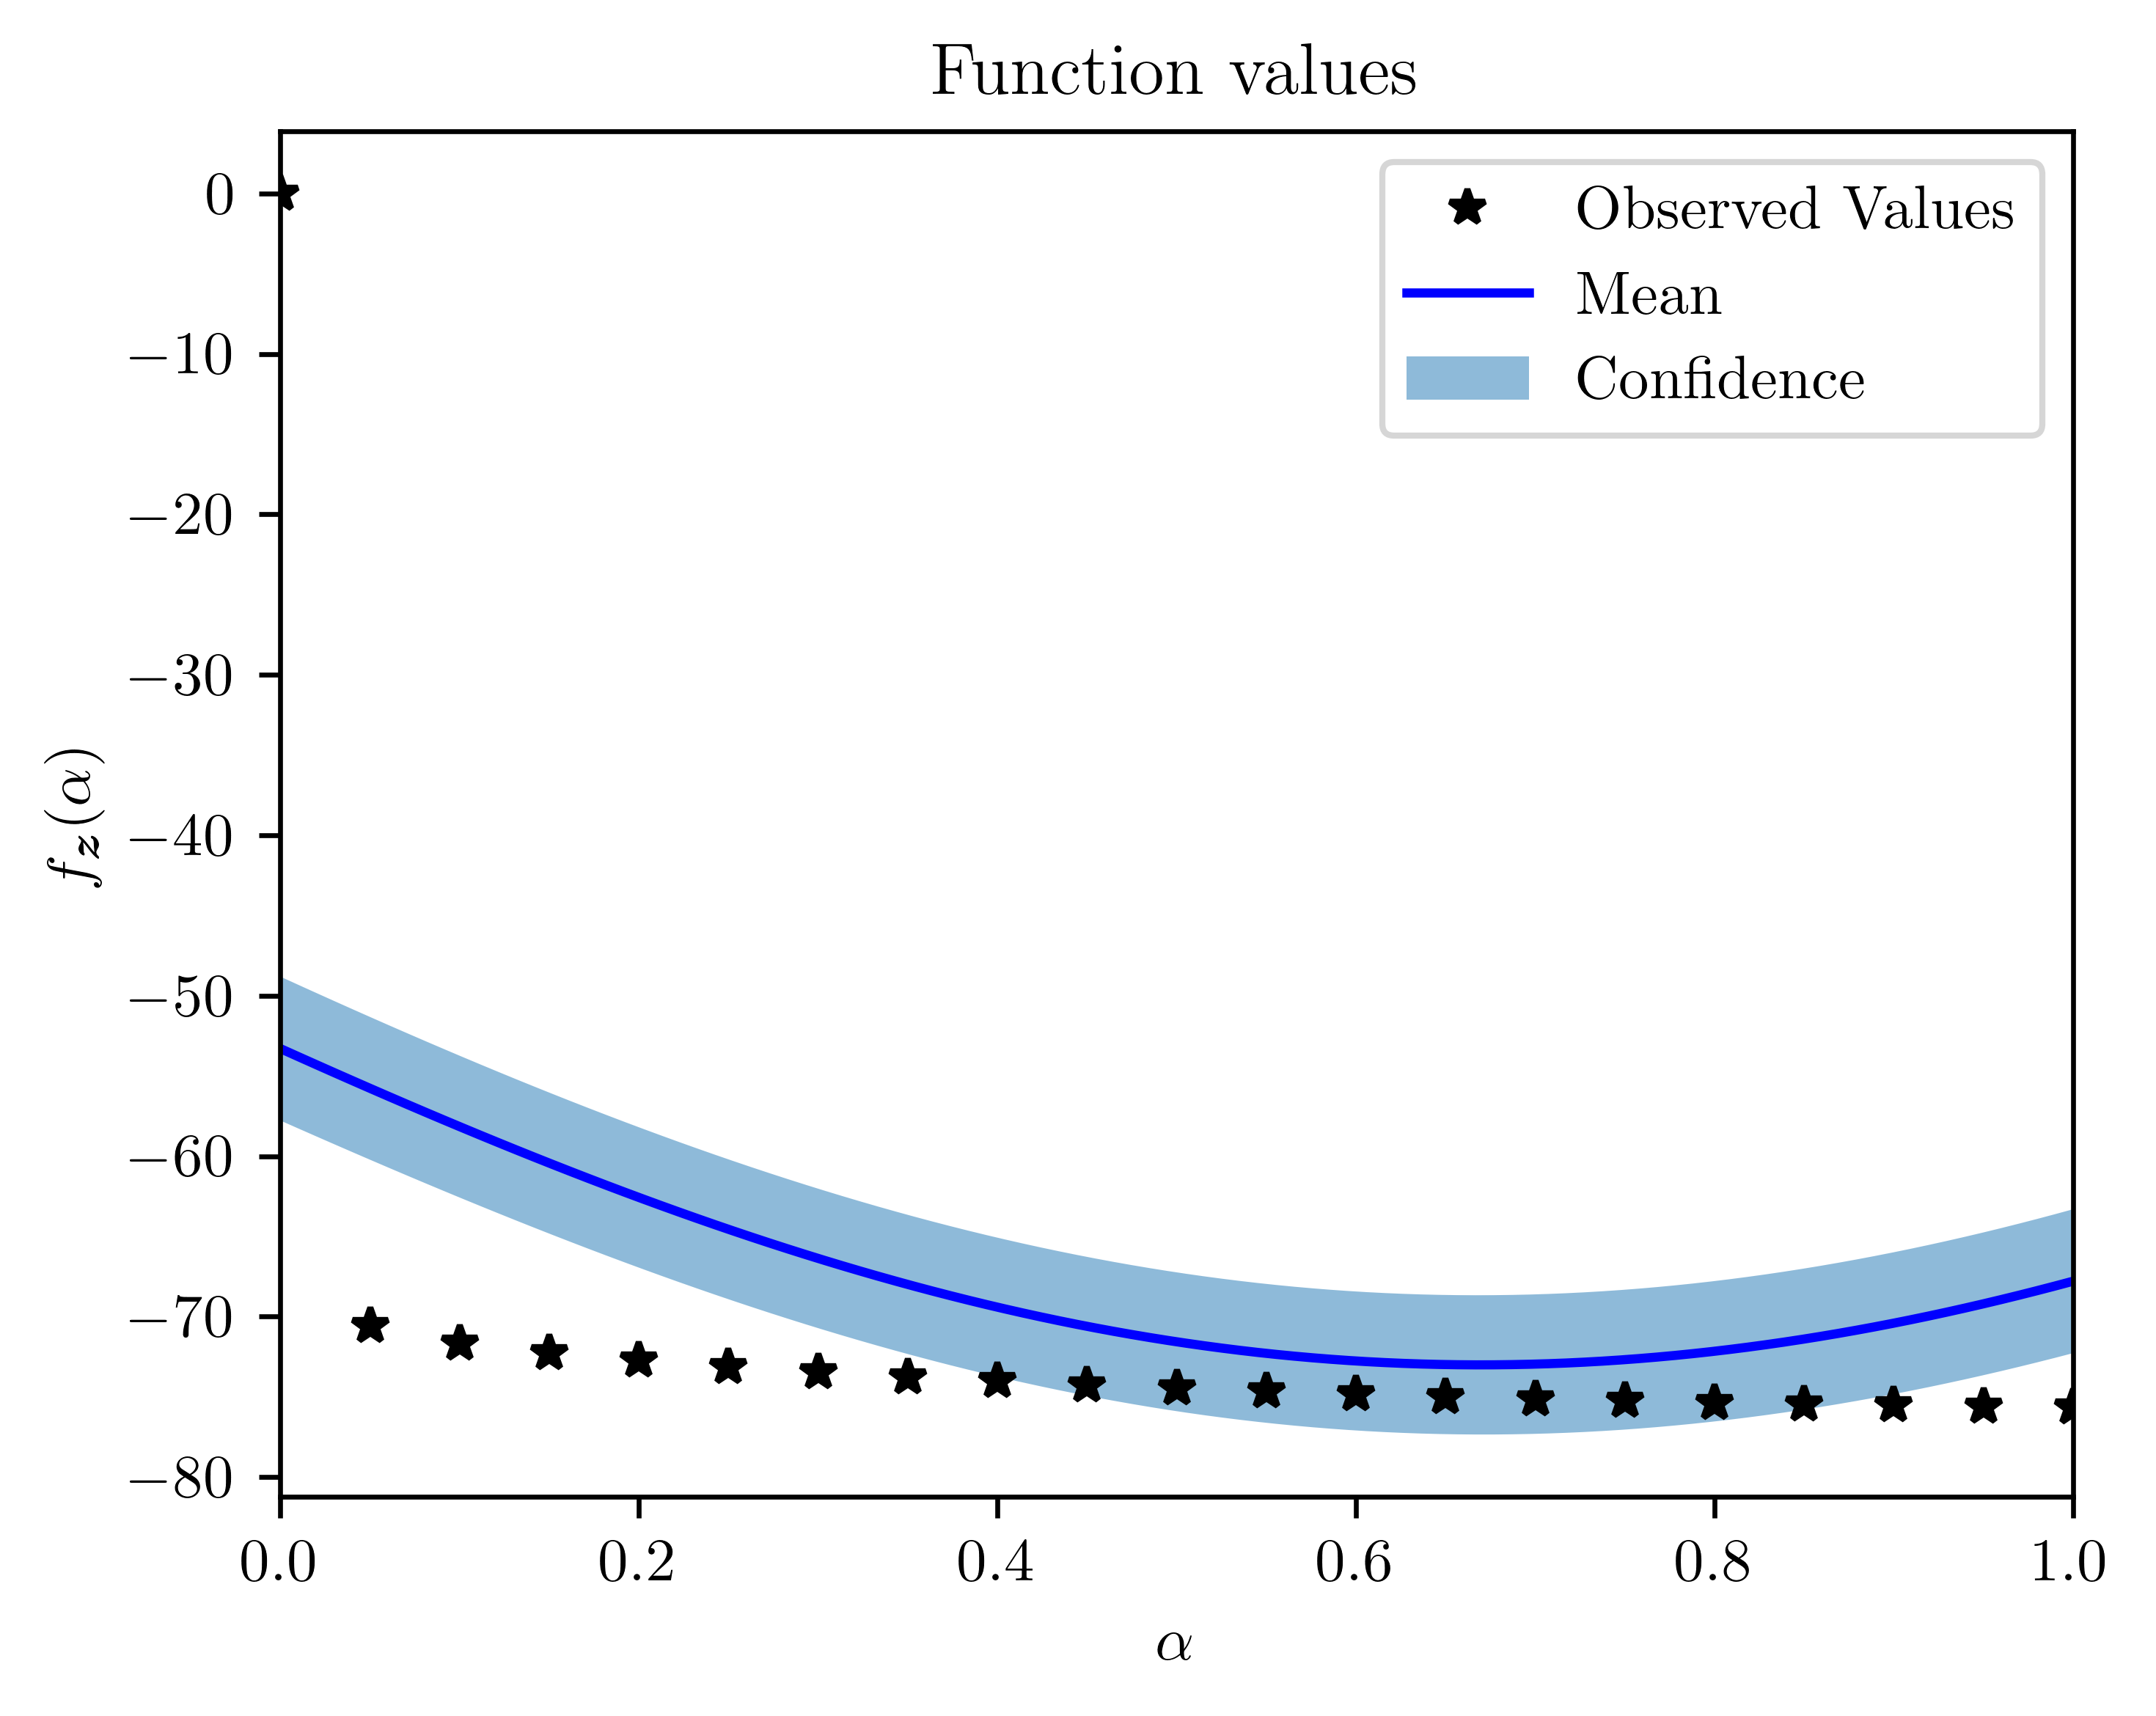 Function values
Observed Values
Mean
Confidence
0
−10
−20
−30
−40
−50
−60
−70
−80
f_z(α)
0.0 0.2 0.4 0.6 0.8 1.0
α